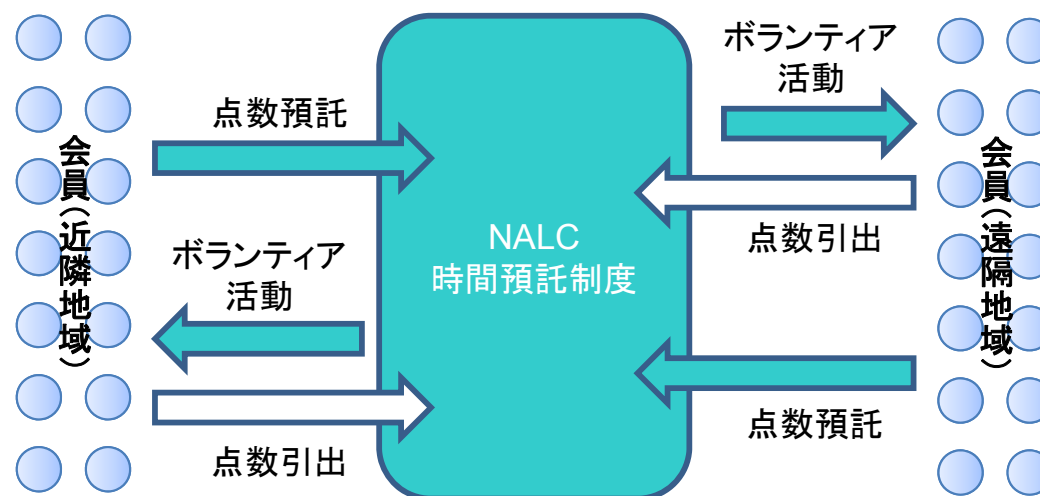 会員(近隣地域)
点数預託
ボランティア
活動
点数引出
NALC
時間預託制度
ボランティア
活動
点数引出
点数預託
会員(遠隔地域)